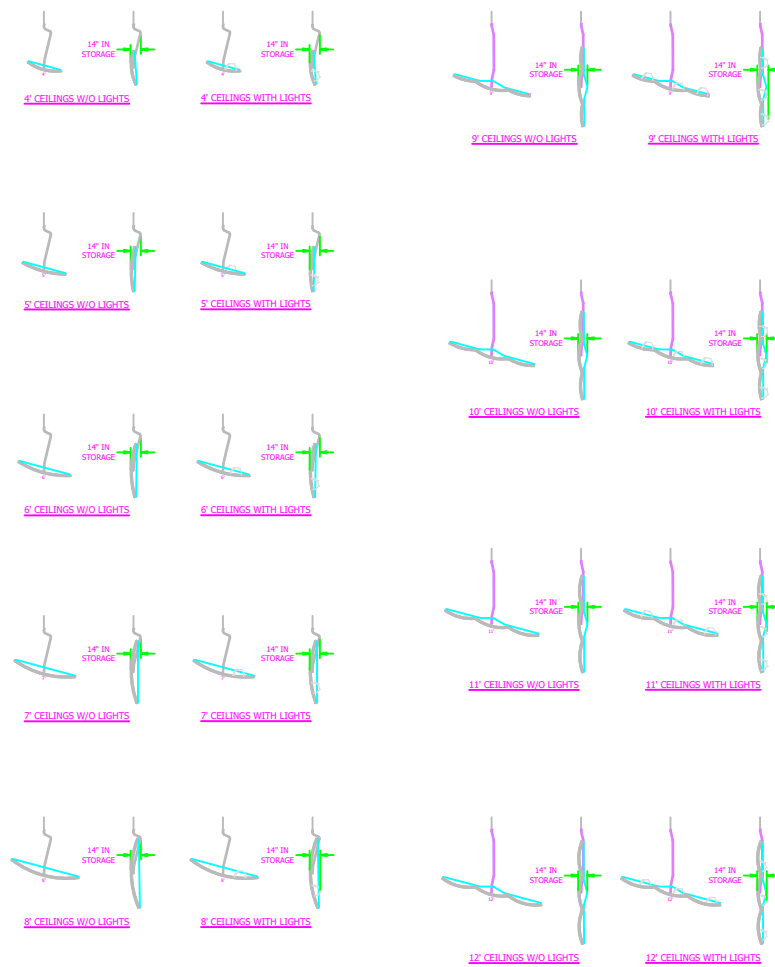 14" IN
STORAGE
14" IN
STORAGE
4' CEILINGS W/O LIGHTS
4' CEILINGS WITH LIGHTS
14" IN
STORAGE
14" IN
STORAGE
5' CEILINGS W/O LIGHTS
5' CEILINGS WITH LIGHTS
14" IN
STORAGE
14" IN
STORAGE
6' CEILINGS W/O LIGHTS
6' CEILINGS WITH LIGHTS
14" IN
STORAGE
14" IN
STORAGE
7' CEILINGS W/O LIGHTS
7' CEILINGS WITH LIGHTS
14" IN
STORAGE
14" IN
STORAGE
8' CEILINGS W/O LIGHTS
8' CEILINGS WITH LIGHTS
14" IN
STORAGE
14" IN
STORAGE
9' CEILINGS W/O LIGHTS
9' CEILINGS WITH LIGHTS
14" IN
STORAGE
14" IN
STORAGE
10' CEILINGS W/O LIGHTS
10' CEILINGS WITH LIGHTS
14" IN
STORAGE
14" IN
STORAGE
11' CEILINGS W/O LIGHTS
11' CEILINGS WITH LIGHTS
14" IN
STORAGE
14" IN
STORAGE
12' CEILINGS W/O LIGHTS
12' CEILINGS WITH LIGHTS